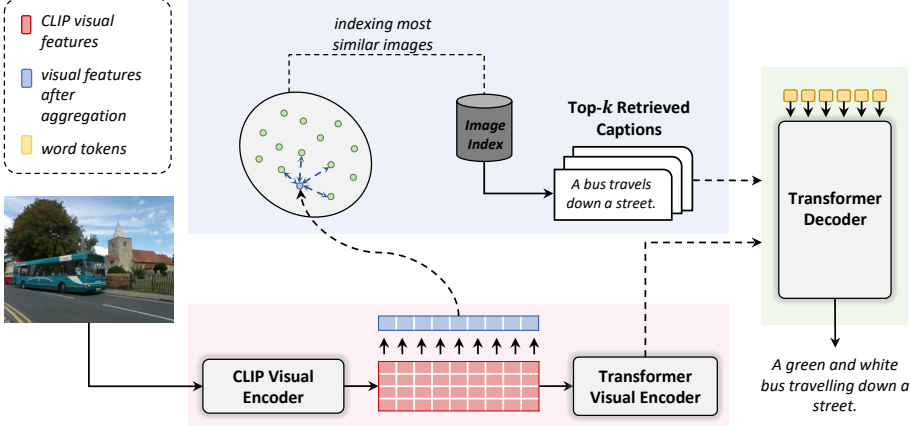 CLIP visual
features
visual features
after
aggregation
word tokens
indexing most
similar images
Image
Index
Top-k Retrieved
Captions
A bus travels
down a street.
Transformer
Decoder
CLIP Visual
Encoder
Transformer
Visual Encoder
A green and white
bus travelling down a
street.